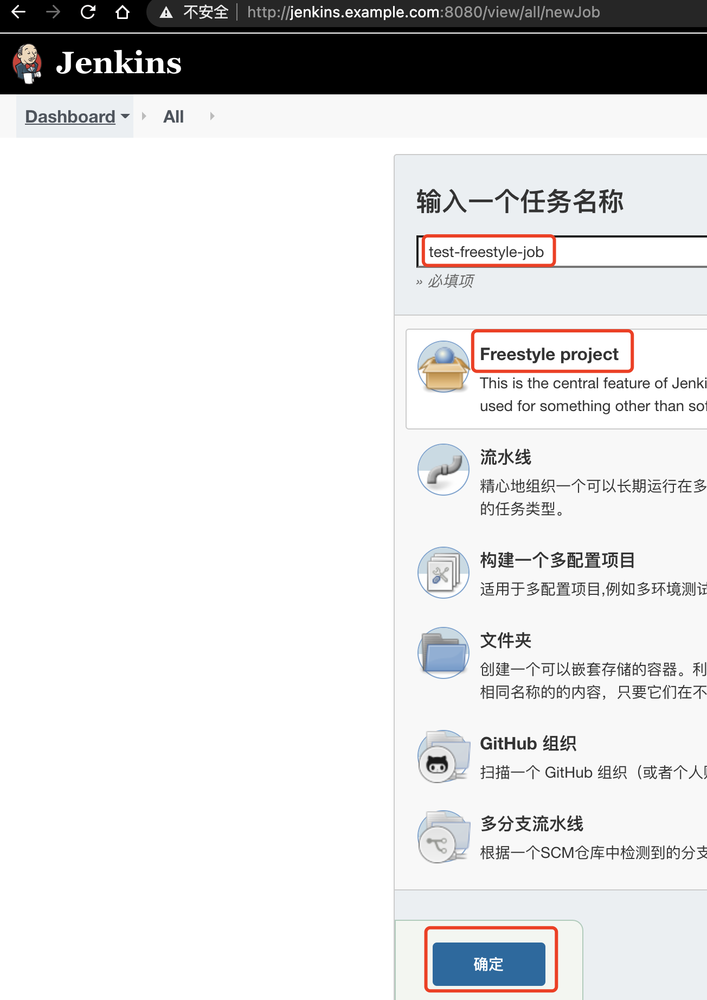 不安全 http://jenkins.example.com:8080/view/all/newJob
Jenkins
Dashboard All
输入一个任务名称
test-freestyle-job
» 必填项
Freestyle project
This is the central feature of Jenki
used for something other than sof
流水线
精心地组织一个可以长期运行在多
的任务类型。
构建一个多配置项目
适用于多配置项目,例如多环境测试
文件夹
创建一个可以嵌套存储的容器。利
相同名称的的内容，只要它们在不
GitHub 组织
扫描一个 GitHub 组织（或者个人
多分支流水线
根据一个SCM仓库中检测到的分支
确定